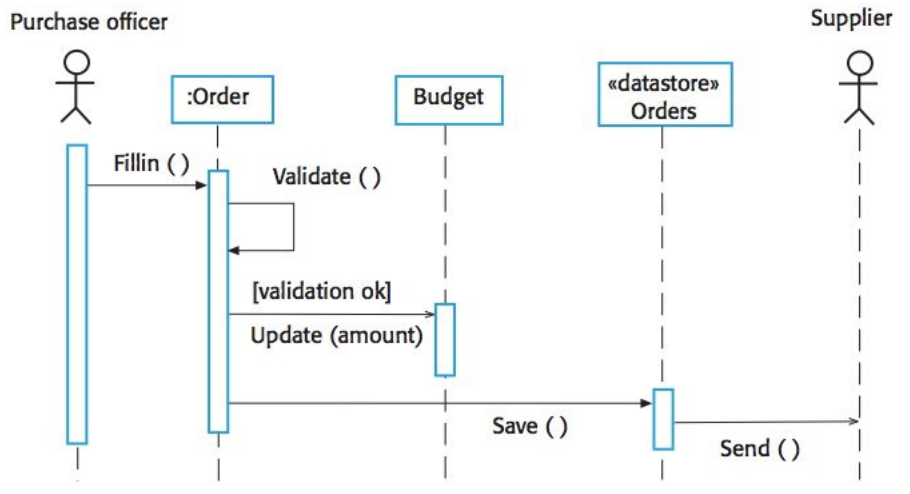 Purchase officer
Supplier
:Order
Budget
«datastore»
Orders
Fillin ( )
Validate ( )
[validation ok]
Update (amount)
Save ( )
Send ( )